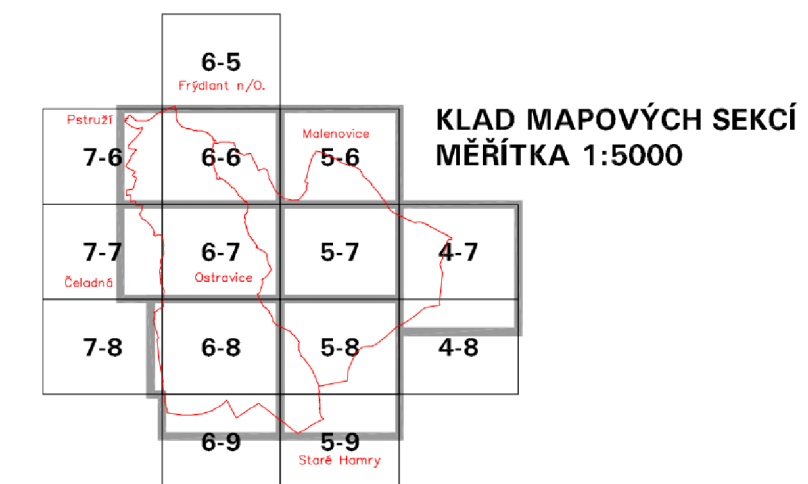 6-5
Frýdlant n/O.
KLAD MAPOVÝCH SEKCÍ
MĚŘÍTKA 1:5000
Pstruží
Malenovice
7-6
6-6
5-6
7-7
6-7
5-7
4-7
Čeladná
Ostravice
7-8
6-8
5-8
4-8
6-9
5-9
Staré Hamry